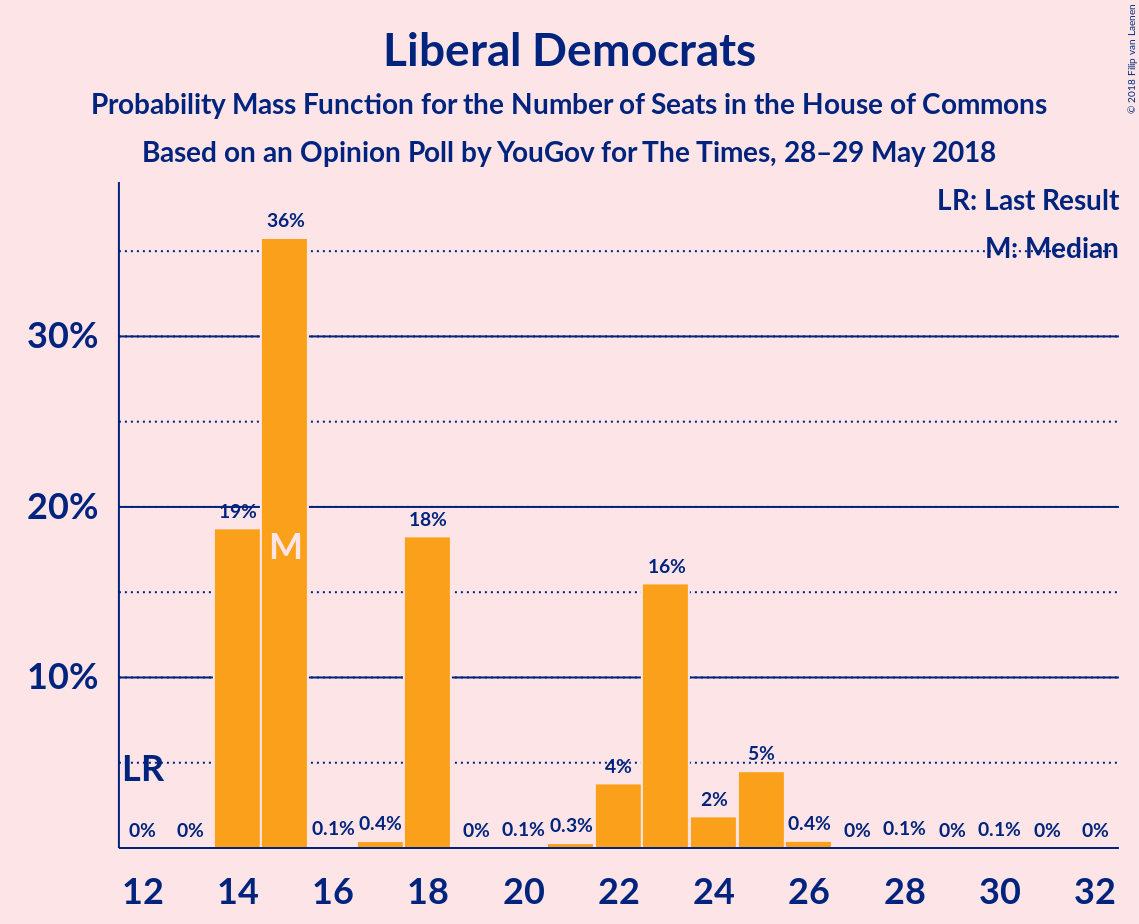 Liberal Democrats
Probability Mass Function for the Number of Seats in the House of Commons
Based on an Opinion Poll by YouGov for The Times, 28–29 May 2018
© 2018 Filip van Laenen
LR: Last Result
M: Median
30%
20%
10%
36%
19%
M
18%
16%
LR
0%
0%
0.1%
0.4%
0%
0.1%
0.3%
4%
2%
5%
0.4%
0%
0.1%
0%
0.1%
0%
0%
12 14 16 18 20 22 24 26 28 30 32